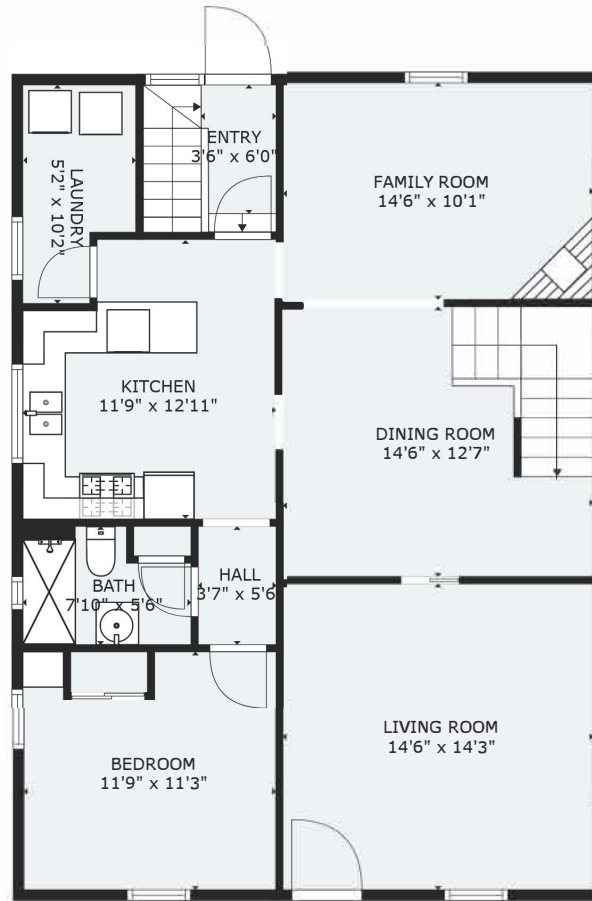 ENTRY
3'6" x 6'0"
LAUNDRY
5'2" x 10'2"
FAMILY ROOM
14'6" x 10'1"
KITCHEN
11'9" x 12'11"
DINING ROOM
14'6" x 12'7"
BATH
7'10" x 5'6"
HALL
3'7" x 5'6
BEDROOM
11'9" x 11'3"
LIVING ROOM
14'6" x 14'3"